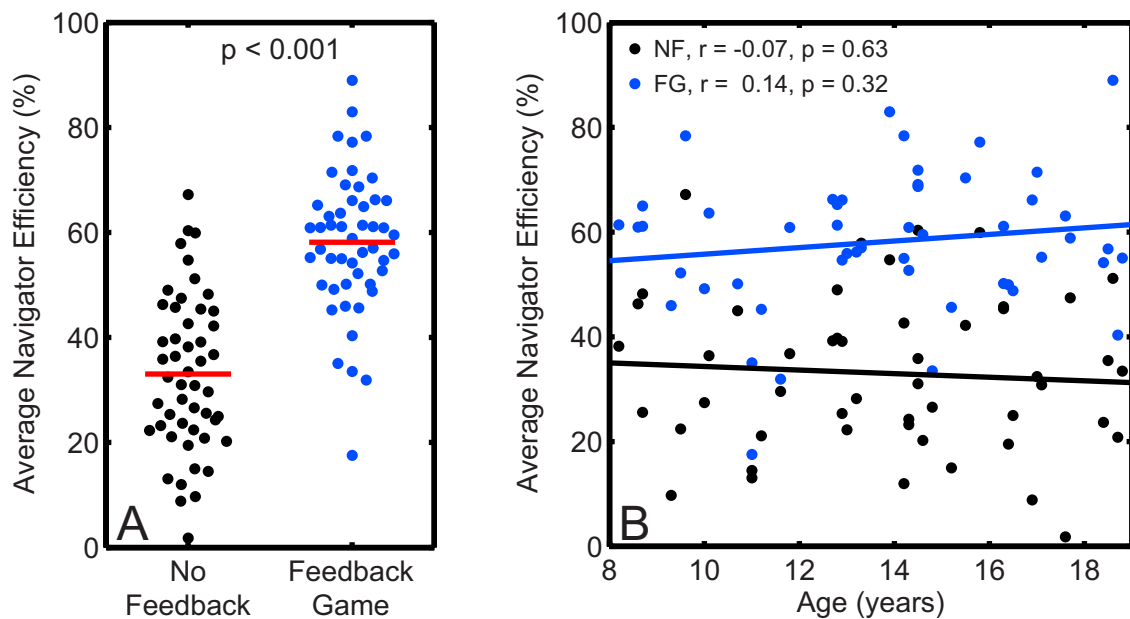 Average Navigator Efficiency (%)
100
80
60
40
20
0
p < 0.001
A
No
Feedback
Feedback
Game
Average Navigator Efficiency (%)
100
80
60
40
20
0
NF, r = -0.07, p = 0.63
FG, r = 0.14, p = 0.32
B
8 10 12 14 16 18
Age (years)